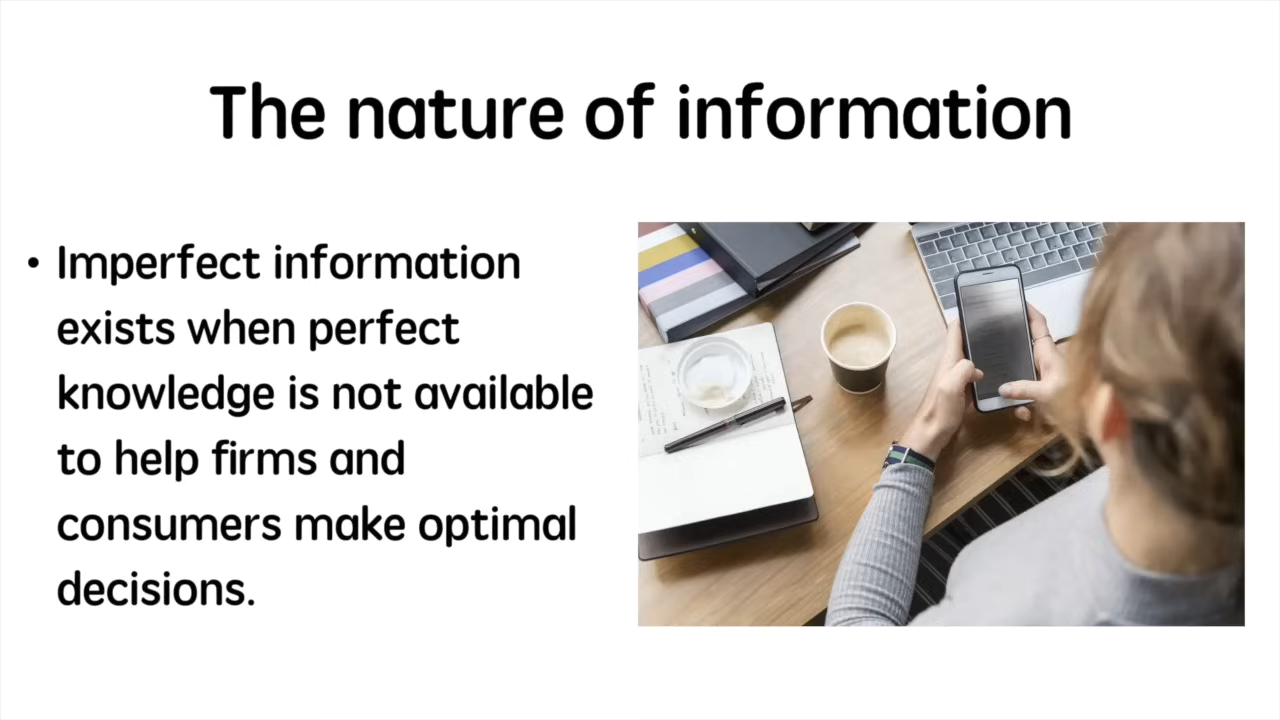 The nature of information
• Imperfect information
exists when perfect
knowledge is not available
to help firms and
consumers make optimal
decisions.